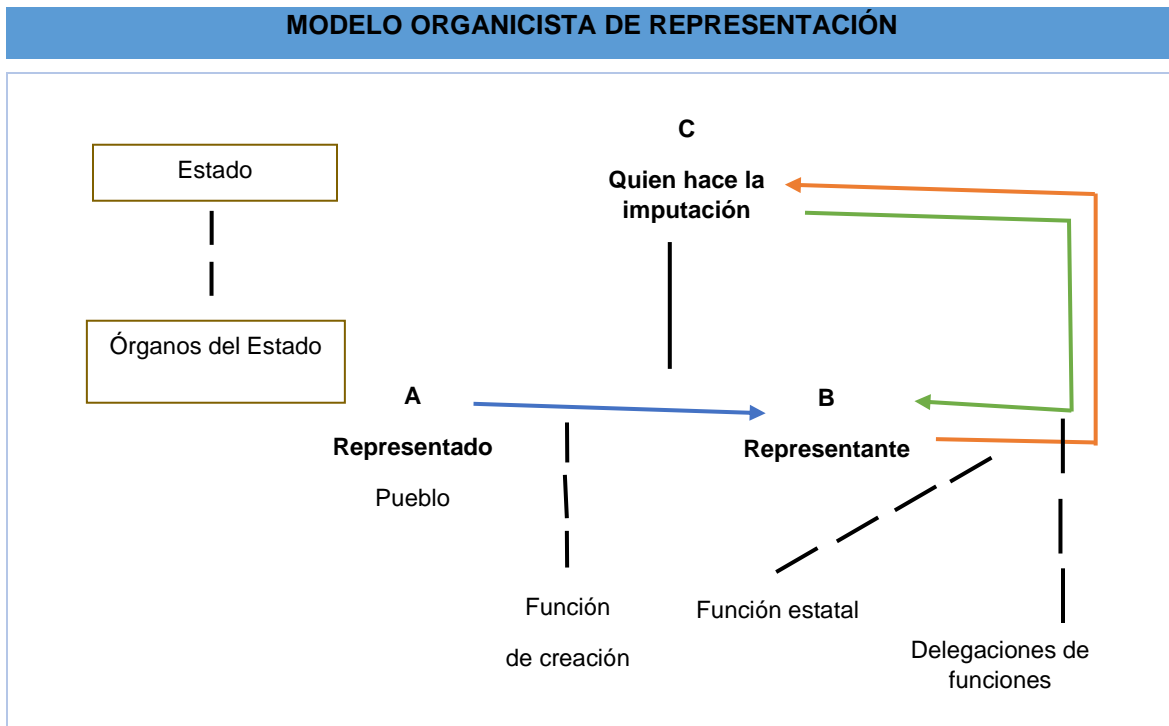 MODELO ORGANICISTA DE REPRESENTACIÓN
C
Quien hace la
imputación
Estado
Órganos del Estado
A
Representado
Pueblo
B
Representante
Función
de creación
Función estatal
Delegaciones de
funciones